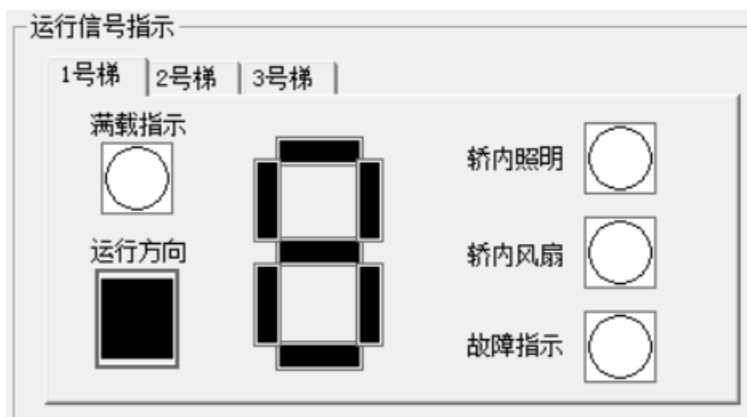 运行信号指示
1号梯 2号梯 3号梯
满载指示
轿内照明
运行方向
轿内风扇
故障指示